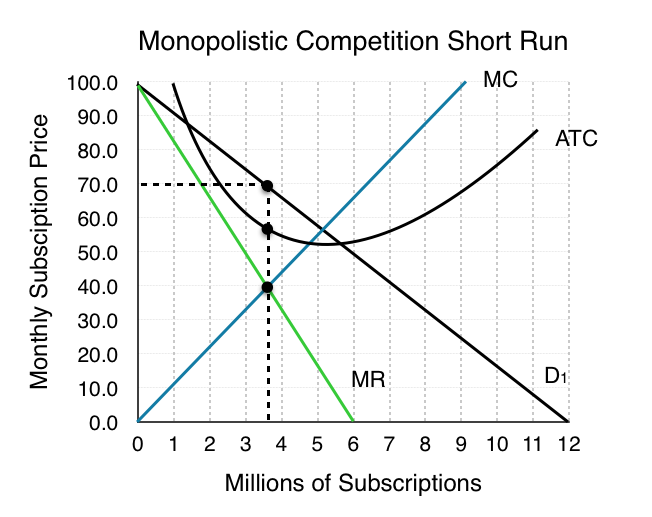 Monopolistic Competition Short Run
Monthly Subsciption Price
100.0
90.0
80.0
70.0
60.0
50.0
40.0
30.0
20.0
10.0
0.0
MC
ATC
MR
D1
0 1 2 3 4 5 6 7 8 9 10 11 12
Millions of Subscriptions